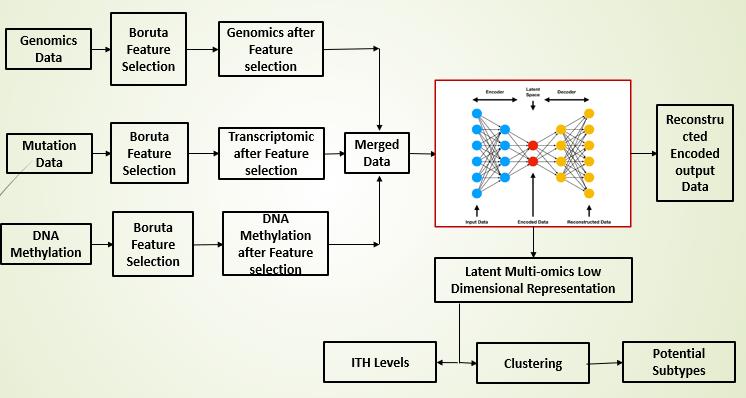 Genomics
Data
Boruta
Feature
Selection
Genomics after
Feature
selection
Mutation
Data
Boruta
Feature
Selection
Transcriptomic
after Feature
selection
Merged
Data
DNA
Methylation
Boruta
Feature
Selection
DNA
Methylation
after Feature
selection
Encoder
Latent
Space
Decoder
Input Data
Encoded Data
Reconstructed Data
Reconstru
cted
Encoded
output
Data
Latent Multi-omics Low
Dimensional Representation
ITH Levels
Clustering
Potential
Subtypes